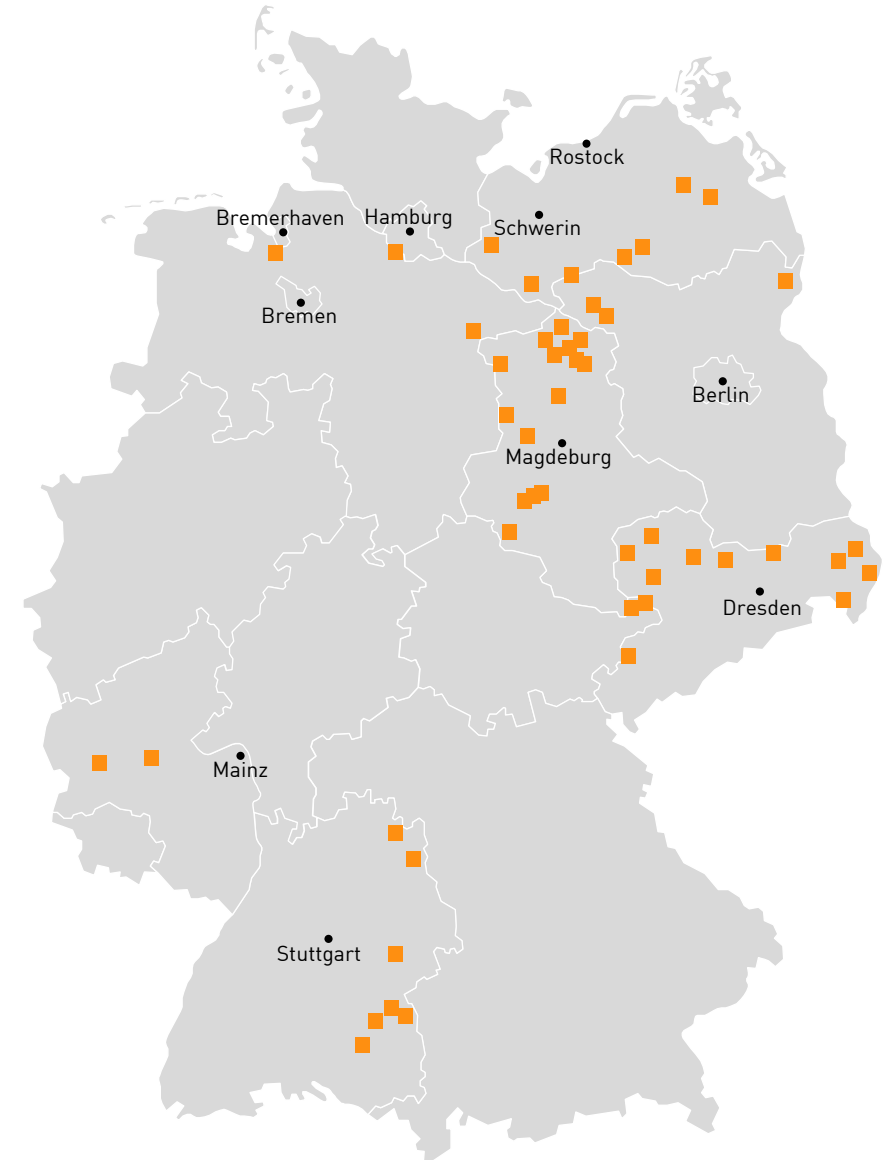 Rostock
Bremerhaven
Hamburg
Schwerin
Bremen
Berlin
Magdeburg
Dresden
Mainz
Stuttgart